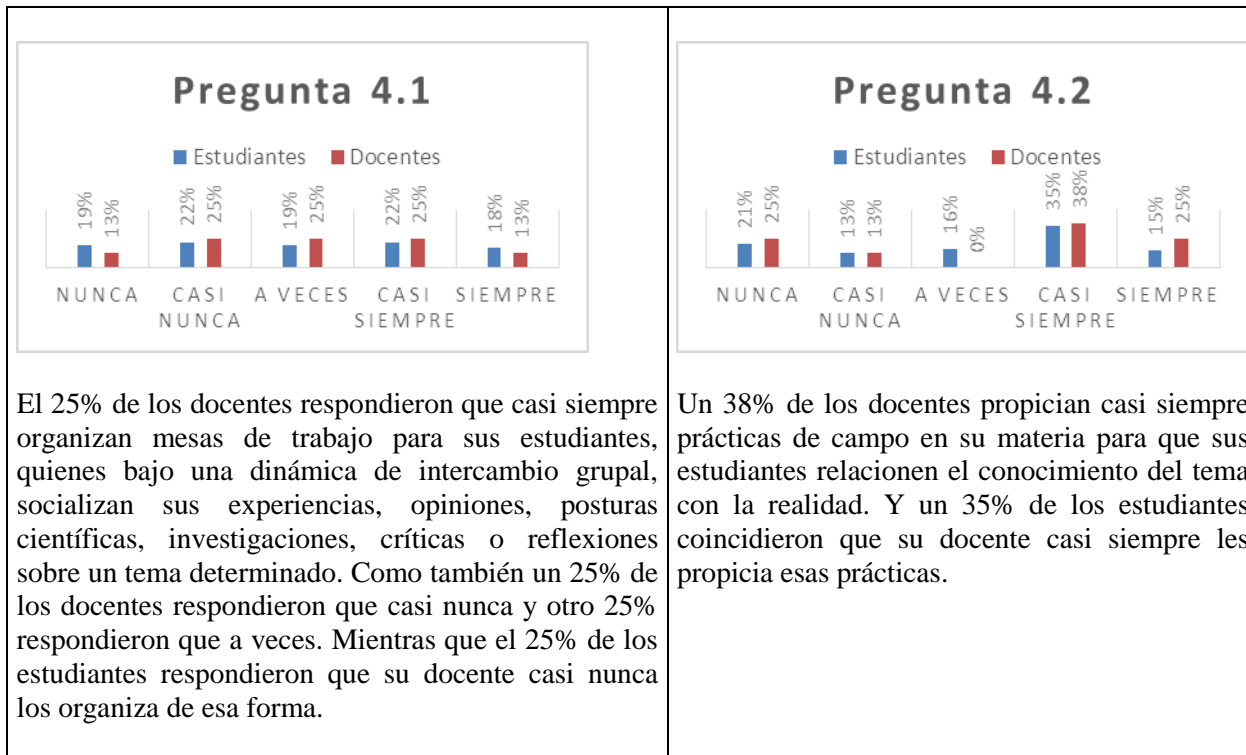 Pregunta 4.1
Estudiantes Docentes
19% 13% 22% 25% 19% 25% 22% 25% 18% 13%
NUNCA CASI NUNCA A VECES CASI SIEMPRE SIEMPRE
El 25% de los docentes respondieron que casi siempre
organizan mesas de trabajo para sus estudiantes,
quienes bajo una dinámica de intercambio grupal,
socializan sus experiencias, opiniones, posturas
científicas, investigaciones, críticas o reflexiones
sobre un tema determinado. Como también un 25% de
los docentes respondieron que casi nunca y otro 25%
respondieron que a veces. Mientras que el 25% de los
estudiantes respondieron que su docente casi nunca
los organiza de esa forma.
Pregunta 4.2
Estudiantes Docentes
21% 25% 13% 13% 16% 0% 35% 38% 15% 25%
NUNCA CASI NUNCA A VECES CASI SIEMPRE SIEMPRE
Un 38% de los docentes propician casi siempre
prácticas de campo en su materia para que sus
estudiantes relacionen el conocimiento del tema
con la realidad. Y un 35% de los estudiantes
coincidieron que su docente casi siempre les
propicia esas prácticas.